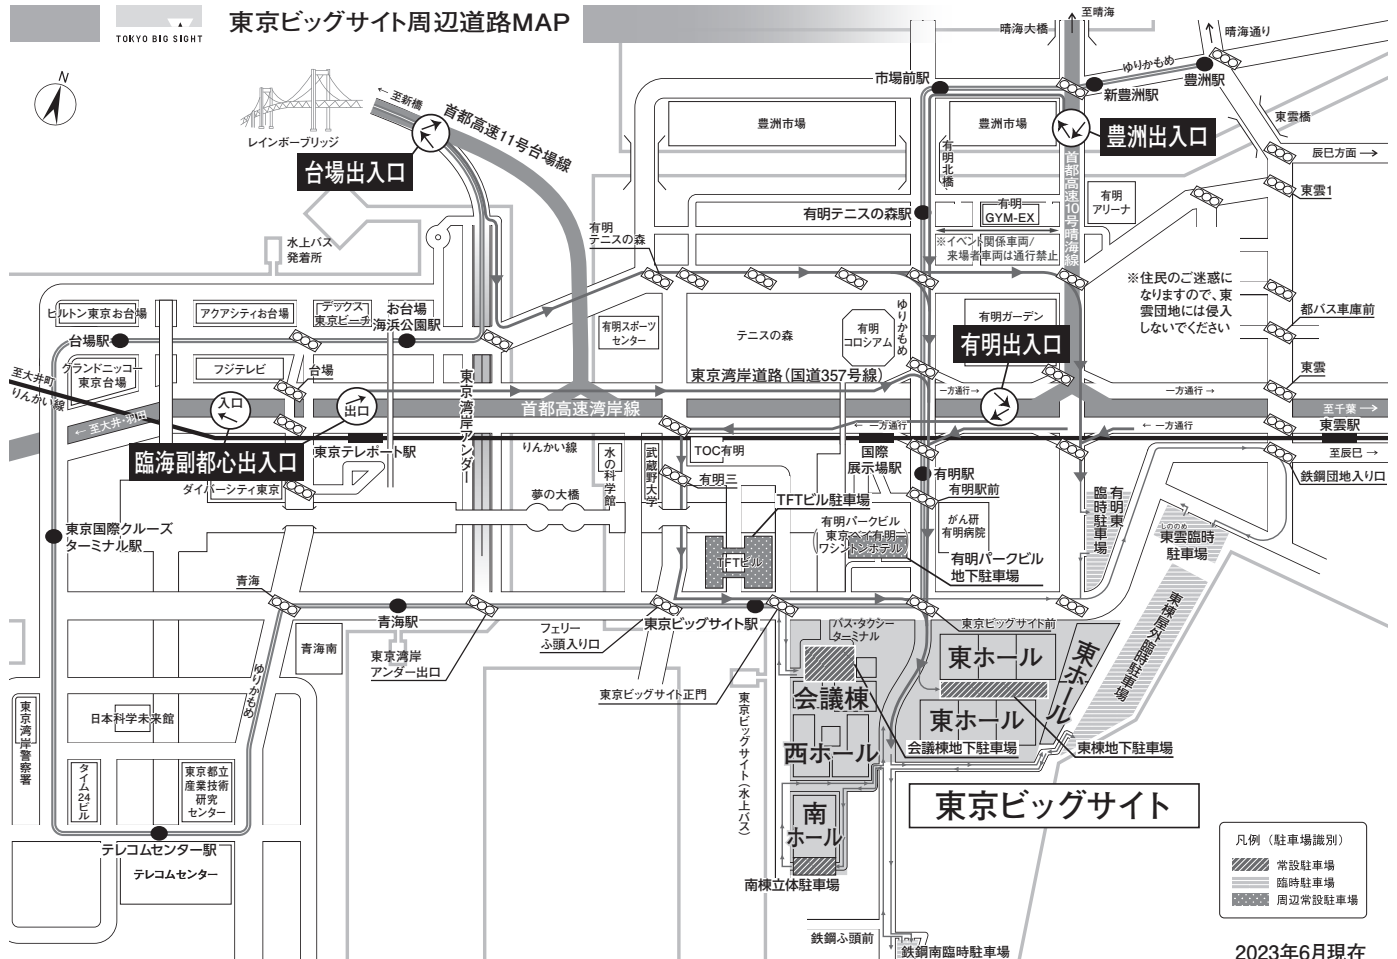 TOKYO BIG SIGHT
東京ビッグサイト周辺道路MAP
N
レインボーブリッジ
← 至新橋
首都高速11号台場線
台場出入口
水上バス
発着所
至晴海
晴海大橋
晴海通り
ゆりかもめ
豊洲駅
新豊洲駅
市場前駅
東雲橋
豊洲市場
豊洲市場
豊洲出入口
辰巳方面 →
有明北橋
首都高速10号晴海線
東雲1
有明
アリーナ
有明
GYM-EX
有明テニスの森駅
有明
テニスの森
※イベント関係車両/
来場者車両は通行禁止
※住民のご迷惑に
なりますので、東
雲団地には侵入
しないでください
都バス車庫前
東雲
ヒルトン東京お台場
アクアシティお台場
デックス
東京ビーチ
お台場
海浜公園駅
台場駅
グランドニッコー
東京台場
フジテレビ
台場
有明スポーツ
センター
テニスの森
有明
コロシアム
ゆりかもめ
有明ガーデン
有明出入口
至大井町
りんかい線
← 至大井・羽田
入口
出口
臨海副都心出入口
東京湾岸アンダー
東京湾岸道路(国道357号線)
首都高速湾岸線
一方通行→
一方通行→
至千葉 →
← 一方通行
← 一方通行
東雲駅
至辰巳 →
鉄鋼団地入り口
東京テレポート駅
りんかい線
ダイバーシティ東京
水の科学館
武蔵野大学
TOC有明
有明三
国際
展示場駅
有明駅
有明駅前
夢の大橋
TFTビル駐車場
TFTビル
有明パークビル
東京ベイ有明
ワシントンホテル
がん研
有明病院
有明パークビル
地下駐車場
有明東
臨時駐車場
しののめ
東雲臨時
駐車場
東棟屋外臨時駐車場
東京国際クルーズ
ターミナル駅
青海
青海駅
青海南
東京湾岸
アンダー出口
フェリー
ふ頭入り口
東京ビッグサイト駅
東京ビッグサイト正門
東京ビッグサイト(水上バス)
バス・タクシー
ターミナル
東京ビッグサイト前
会議棟
東ホール
東ホール
東ホール
西ホール
会議棟地下駐車場
東棟地下駐車場
東京ビッグサイト
南
ホール
南棟立体駐車場
鉄鋼ふ頭前
鉄鋼南臨時駐車場
ゆりかもめ
東京湾岸警察署
日本科学未来館
タイム24ビル
東京都立
産業技術
研究
センター
テレコムセンター駅
テレコムセンター
凡例(駐車場識別)
常設駐車場
臨時駐車場
周辺常設駐車場
2023年6月現在